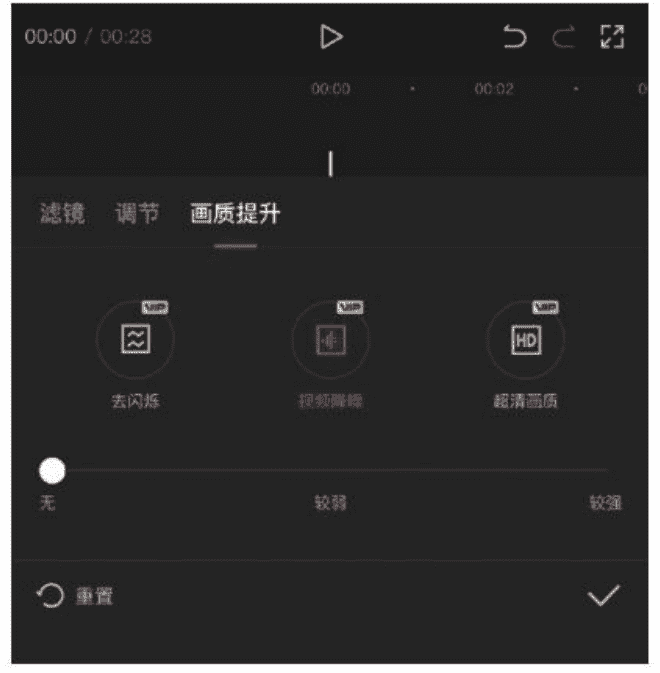 00:00 / 00:28
00:00 00:02
滤镜 调节 画质提升
去闪烁 视频降噪 超清画质
无 较弱 较强
重置